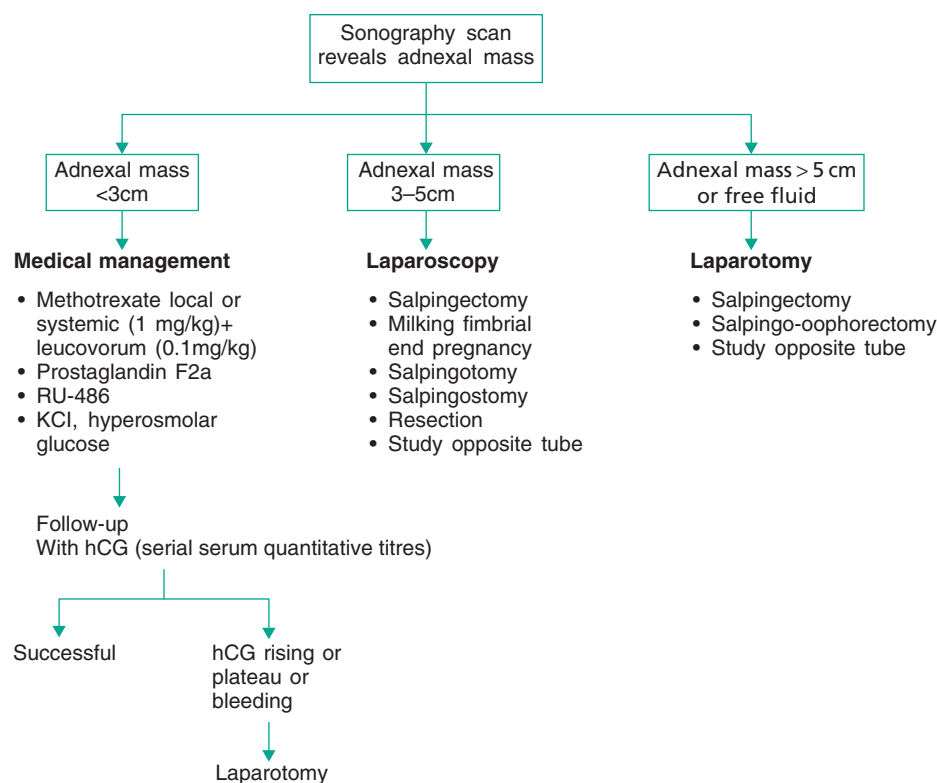 Sonography scan
reveals adnexal mass
Adnexal mass
<3cm
Adnexal mass
3–5cm
Adnexal mass > 5 cm
or free fluid
Medical management
• Methotrexate local or
systemic (1 mg/kg)+
leucovorum (0.1mg/kg)
• Prostaglandin F2a
• RU-486
• KCI, hyperosmolar
glucose
Laparoscopy
• Salpingectomy
• Milking fimbrial
end pregnancy
• Salpingotomy
• Salpingostomy
• Resection
• Study opposite tube
Laparotomy
• Salpingectomy
• Salpingo-oophorectomy
• Study opposite tube
Follow-up
With hCG (serial serum quantitative titres)
Successful
hCG rising or
plateau or
bleeding
Laparotomy